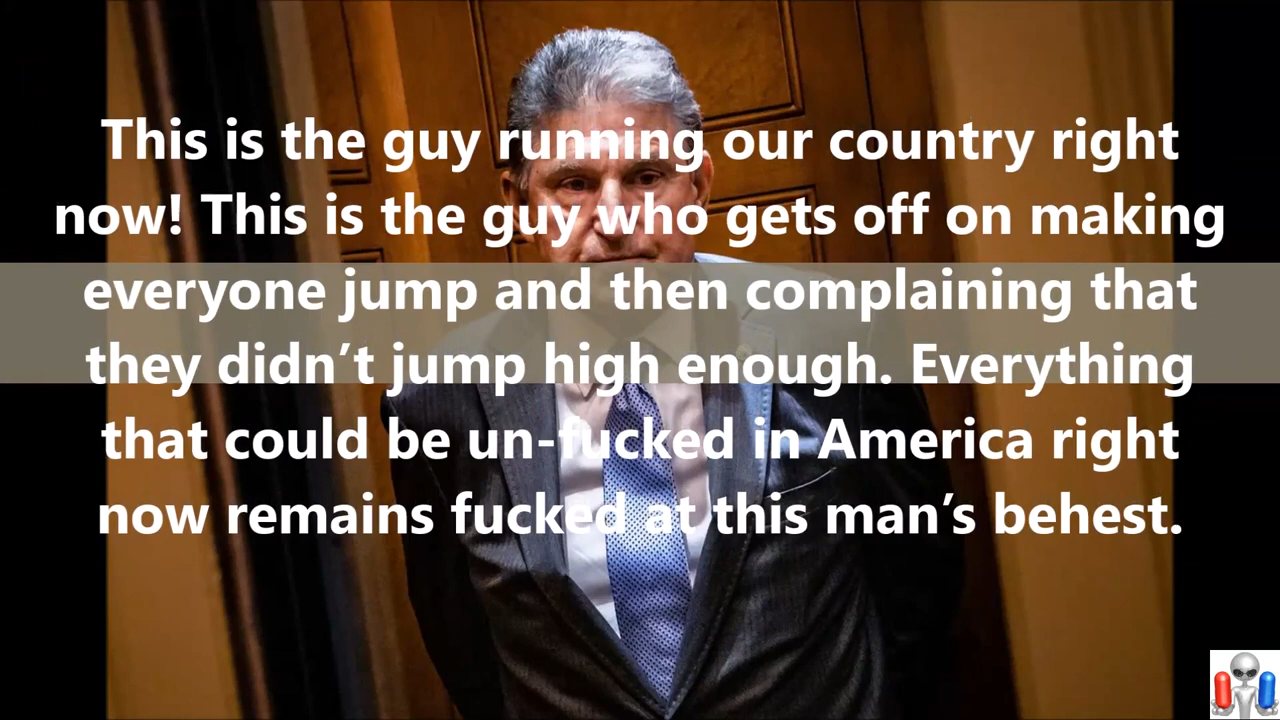 This is the guy running our country right
now! This is the guy who gets off on making
everyone jump and then complaining that
they didn’t jump high enough. Everything
that could be un-fucked in America right
now remains fucked at this man’s behest.